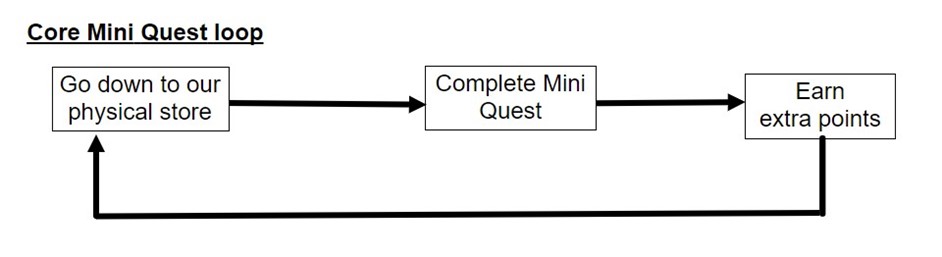 Core Mini Quest loop
Go down to our
physical store
Complete Mini
Quest
Earn
extra points